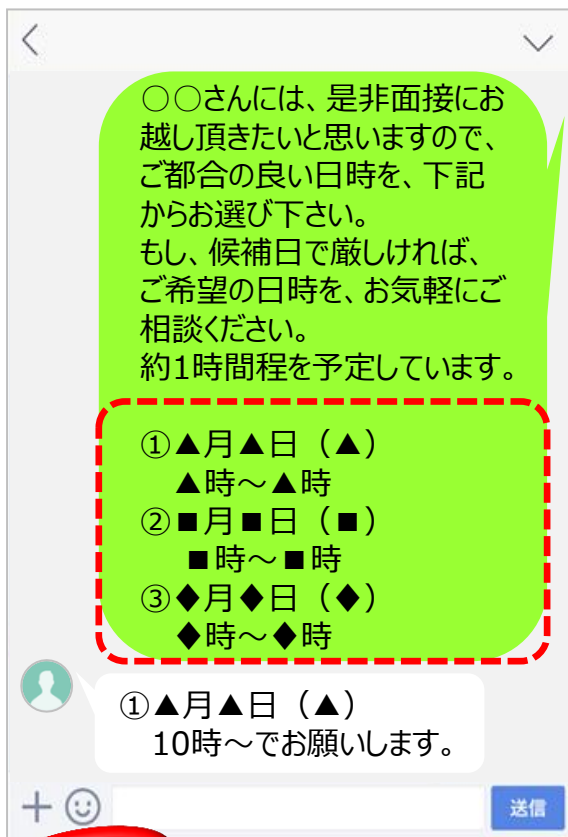 ○○さんには、是非面接にお
越し頂きたいと思いますので、
ご都合の良い日時を、下記
からお選び下さい。
もし、候補日で厳しければ、
ご希望の日時を、お気軽にご
相談ください。
約1時間程を予定しています。
①▲月▲日（▲）
▲時～▲時
②■月■日（■）
■時～■時
③◆月◆日（◆）
◆時～◆時
①▲月▲日（▲）
10時～でお願いします。
送信